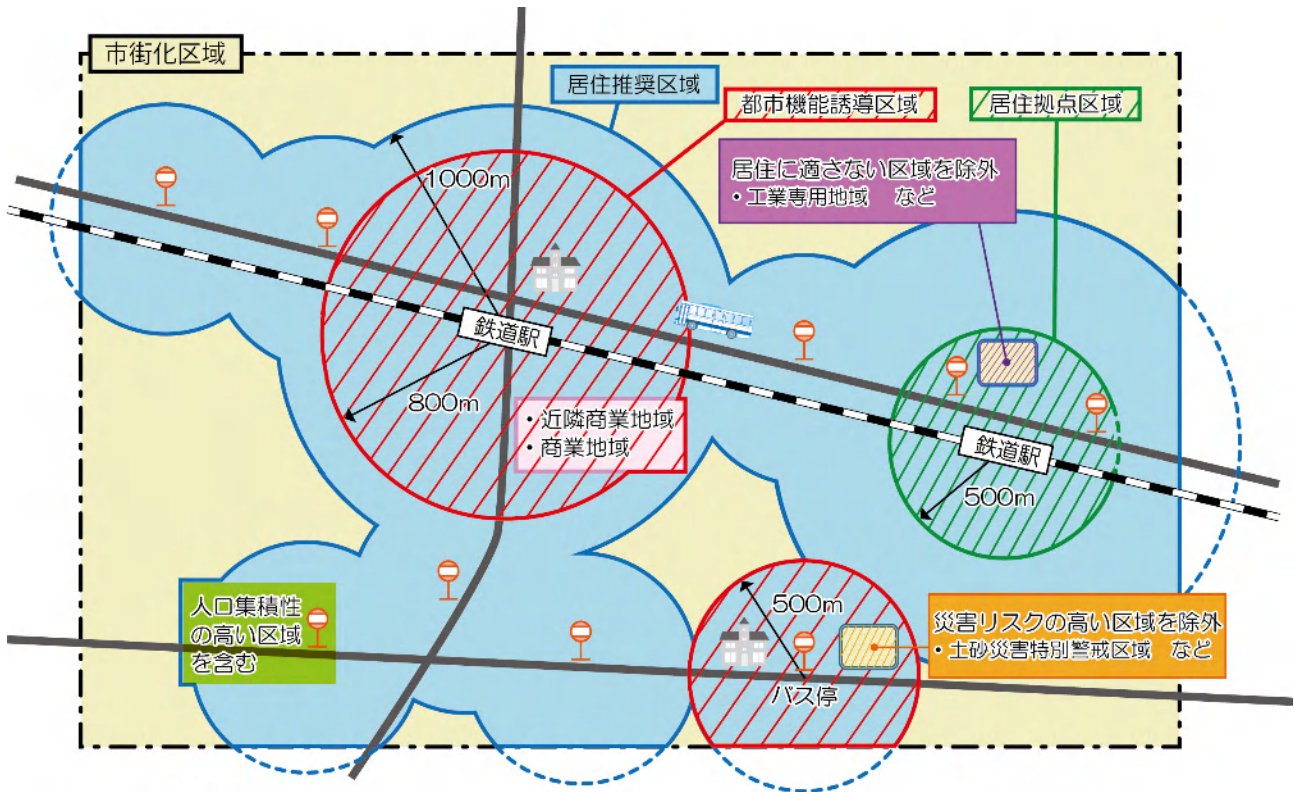 市街化区域
居住推奨区域
都市機能誘導区域
居住拠点区域
居住に適さない区域を除外
・工業専用地域 など
1000m
鉄道駅
800m
・近隣商業地域
・商業地域
鉄道駅
500m
人口集積性
の高い区域
を含む
500m
バス停
災害リスクの高い区域を除外
・土砂災害特別警戒区域 など